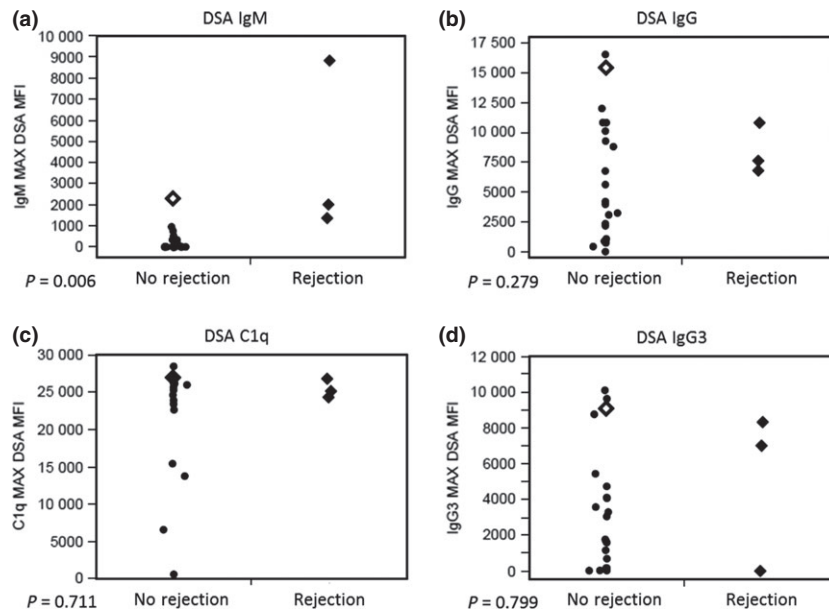 (a)
DSA IgM
IgM MAX DSA MFI
10 000
9000
8000
7000
6000
5000
4000
3000
2000
1000
0
No rejection
Rejection
P = 0.006
(b)
DSA IgG
IgG MAX DSA MFI
17 500
15 000
12 500
10 000
7500
5000
2500
0
No rejection
Rejection
P = 0.279
(c)
DSA C1q
C1q MAX DSA MFI
30 000
25 000
20 000
15 000
10 000
5000
0
No rejection
Rejection
P = 0.711
(d)
DSA IgG3
IgG3 MAX DSA MFI
12 000
10 000
8000
6000
4000
2000
0
No rejection
Rejection
P = 0.799